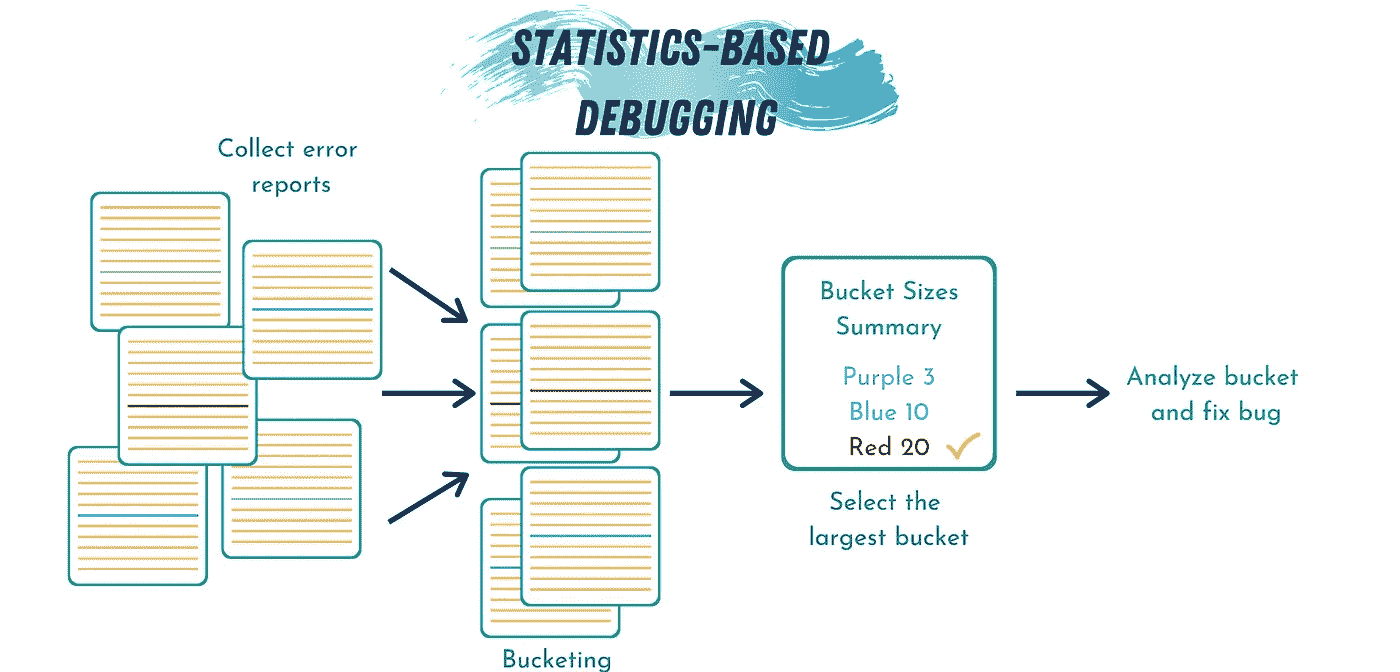 STATISTICS-BASED
DEBUGGING
Collect error
reports
Bucketing
Bucket Sizes
Summary
Purple 3
Blue 10
Red 20
Select the
largest bucket
Analyze bucket
and fix bug